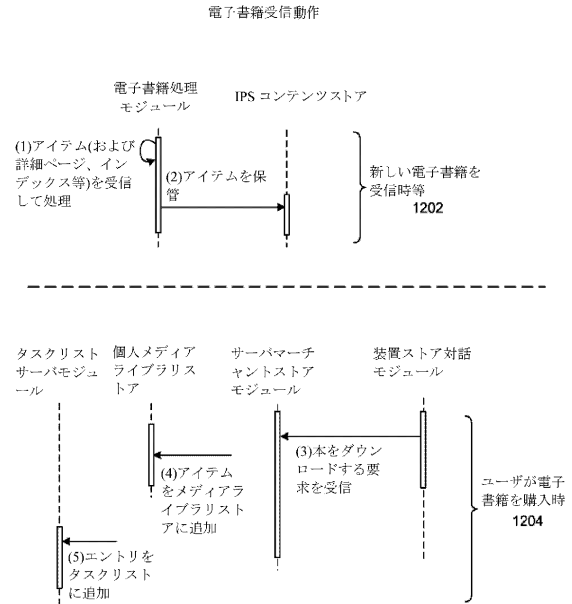 電子書籍受信動作
電子書籍処理
モジュール
IPS コンテンツストア
(1)アイテム(および
詳細ページ、イン
デックス等)を受信
して処理
(2)アイテムを保
管
新しい電子書籍を
受信時等
1202
タスクリスト
サーバモジュ
ール
個人メディア
ライブラリス
トア
サーバマーチ
ャントストア
モジュール
装置ストア対話
モジュール
(3)本をダウン
ロードする要
求を受信
(4)アイテム
をメディアラ
イブラリスト
アに追加
(5)エントリを
タスクリスト
に追加
ユーザが電子
書籍を購入時
1204